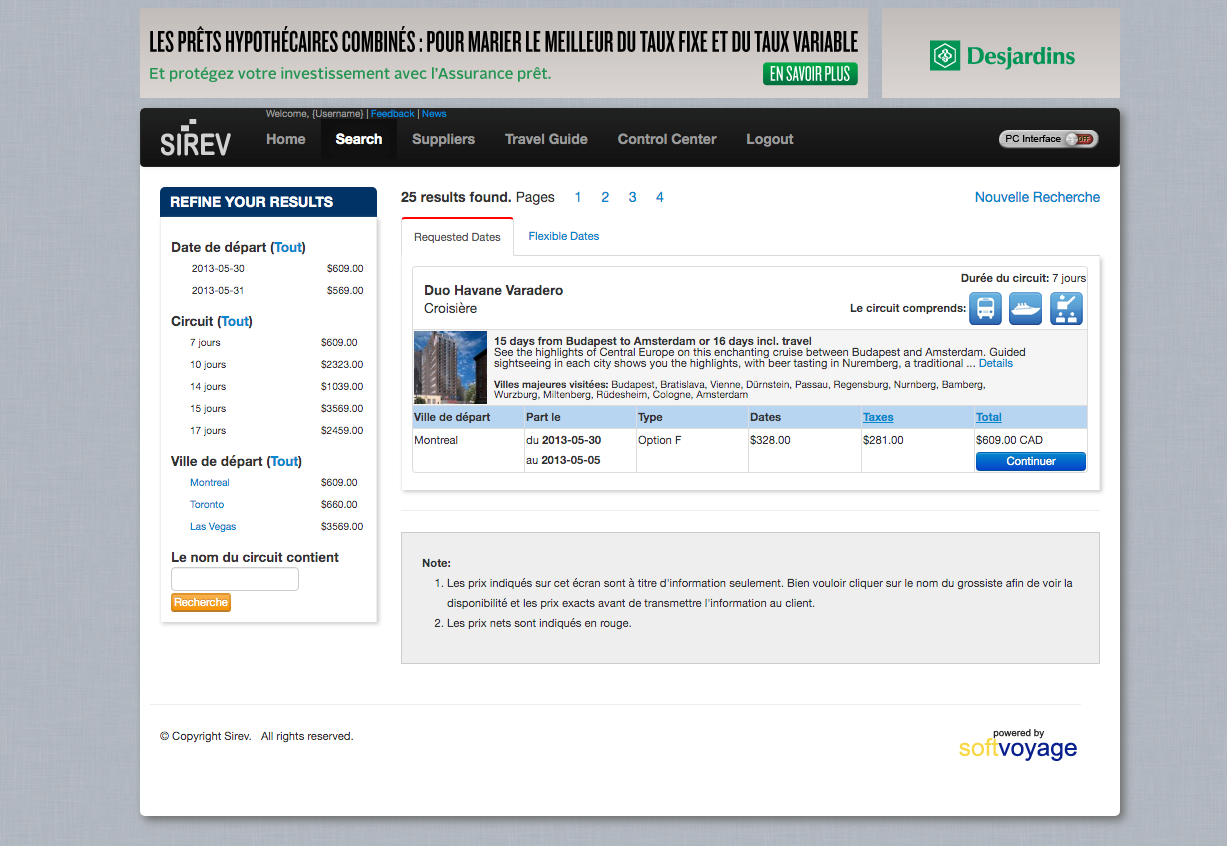 LES PRÊTS HYPOTHÉCAIRES COMBINÉS : POUR MARIER LE MEILLEUR DU TAUX FIXE ET DU TAUX VARIABLE
Et protégez votre investissement avec l'Assurance prêt.
EN SAVOIR PLUS
Desjardins
Welcome, {Username} | Feedback | News
SIREV
Home Search Suppliers Travel Guide Control Center Logout
PC Interface OFF
REFINE YOUR RESULTS
Date de départ (Tout)
2013-05-30 $609.00
2013-05-31 $569.00
Circuit (Tout)
7 jours $609.00
10 jours $2323.00
14 jours $1039.00
15 jours $3569.00
17 jours $2459.00
Ville de départ (Tout)
Montreal $609.00
Toronto $660.00
Las Vegas $3569.00
Le nom du circuit contient
Recherche
25 results found. Pages 1 2 3 4
Nouvelle Recherche
Requested Dates Flexible Dates
Durée du circuit: 7 jours
Duo Havane Varadero
Croisière
Le circuit comprends:
15 days from Budapest to Amsterdam or 16 days incl. travel
See the highlights of Central Europe on this enchanting cruise between Budapest and Amsterdam. Guided
sightseeing in each city shows you the highlights, with beer tasting in Nuremberg, a traditional ... Details
Villes majeures visitées: Budapest, Bratislava, Vienne, Dürnstein, Passau, Regensburg, Nurnberg, Bamberg,
Wurzburg, Miltenberg, Rüdesheim, Cologne, Amsterdam
Ville de départ Part le Type Dates Taxes Total
Montreal du 2013-05-30 Option F $328.00 $281.00 $609.00 CAD
au 2013-05-05 Continuer
Note:
1. Les prix indiqués sur cet écran sont à titre d'information seulement. Bien vouloir cliquer sur le nom du grossiste afin de voir la
disponibilité et les prix exacts avant de transmettre l'information au client.
2. Les prix nets sont indiqués en rouge.
© Copyright Sirev. All rights reserved.
powered by
softvoyage